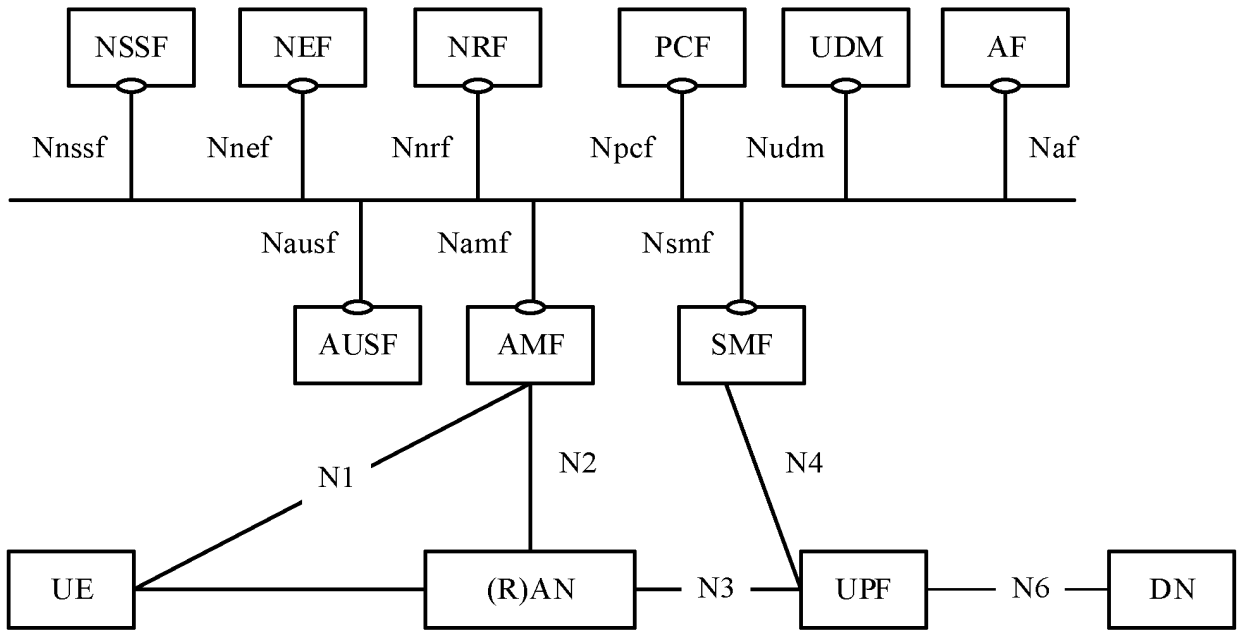 NSSF NEF NRF PCF UDM AF
Nnssf Nnef Nnrf Npcf Nudm Naf
Nausf Namf Nsmf
AUSF AMF SMF
N1 N2 N4
UE (R)AN N3 UPF N6 DN